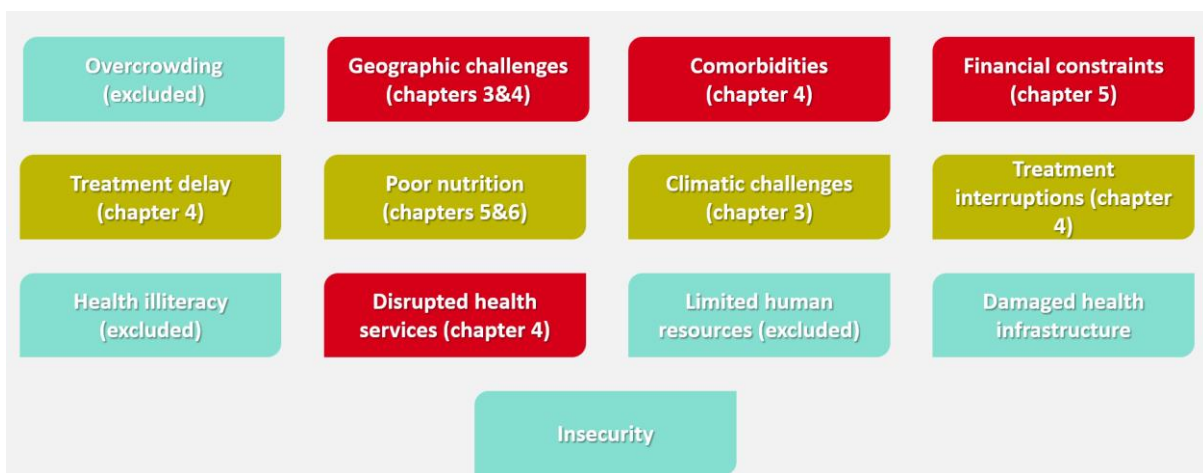 Overcrowding
(excluded)
Geographic challenges
(chapters 3&4)
Comorbidities
(chapter 4)
Financial constraints
(chapter 5)
Treatment delay
(chapter 4)
Poor nutrition
(chapters 5&6)
Climatic challenges
(chapter 3)
Treatment
interruptions (chapter
4)
Health illiteracy
(excluded)
Disrupted health
services (chapter 4)
Limited human
resources (excluded)
Damaged health
infrastructure
Insecurity